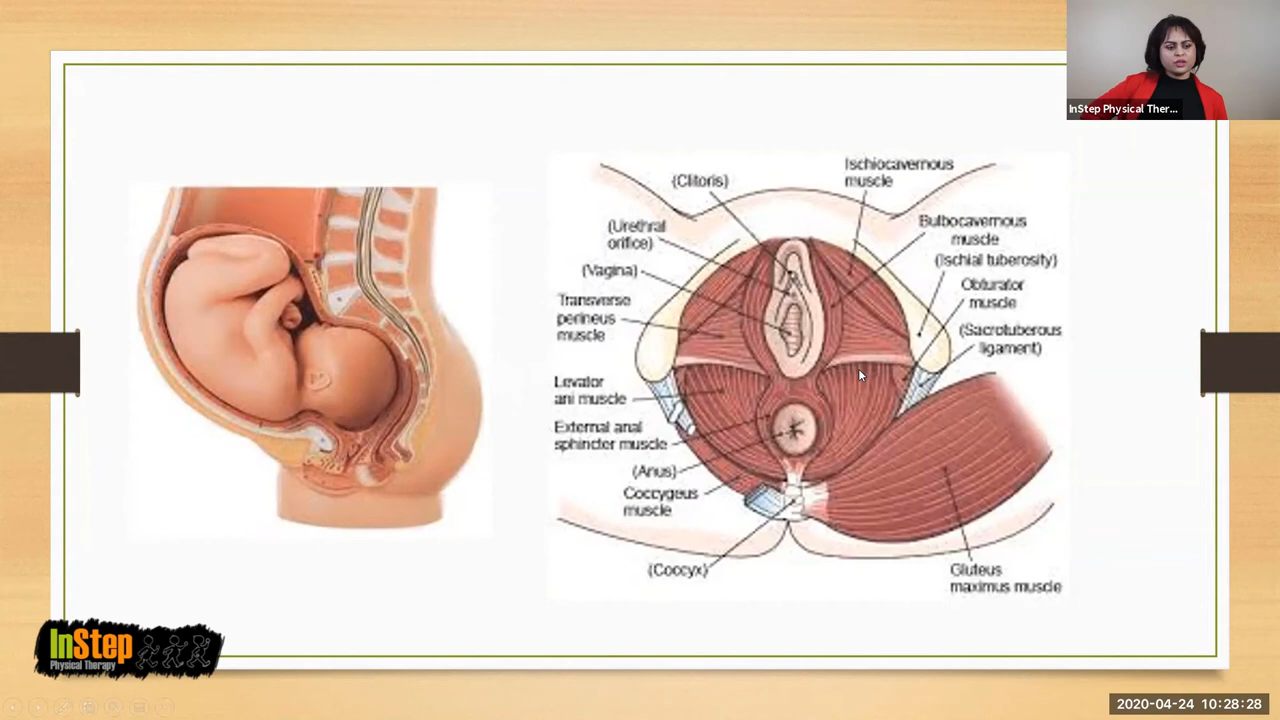 InStep Physical Ther...
(Clitoris)
Ischiocavernous
muscle
(Urethral
orifice)
Bulbocavernous
muscle
(Vagina)
(Ischial tuberosity)
Transverse
perineus
muscle
Obturator
muscle
(Sacrotuberous
ligament)
Levator
ani muscle
External anal
sphincter muscle
(Anus)
Coccygeus
muscle
(Coccyx)
Gluteus
maximus muscle
InStep
Physical Therapy
2020-04-24 10:28:28